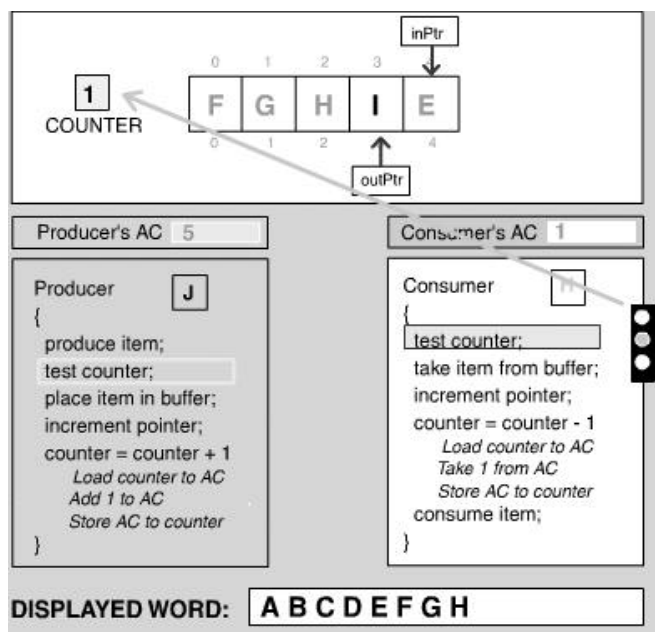 inPtr
0 1 2 3
1
COUNTER
F G H I E
0 1 2 4
outPtr
Producer's AC 5
Consumer's AC 1
Producer J
{
produce item;
test counter;
place item in buffer;
increment pointer;
counter = counter + 1
Load counter to AC
Add 1 to AC
Store AC to counter
}
Consumer H
{
test counter;
take item from buffer;
increment pointer;
counter = counter - 1
Load counter to AC
Take 1 from AC
Store AC to counter
consume item;
}
DISPLAYED WORD: A B C D E F G H